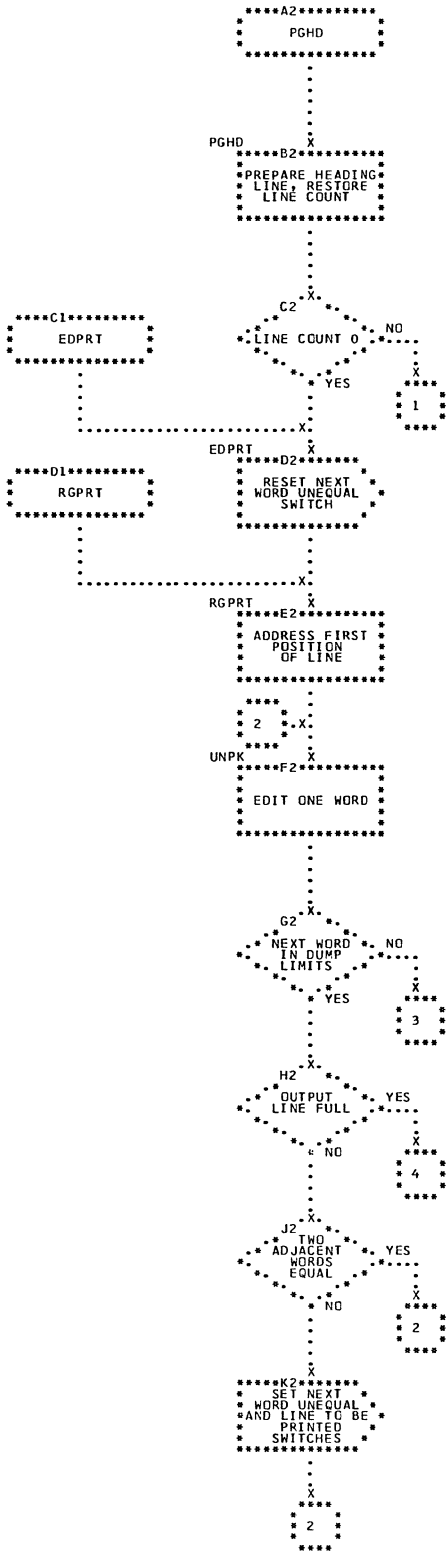 A2
PGHD
PGHD
B2
PREPARE HEADING
LINE, RESTORE
LINE COUNT
C2
LINE COUNT 0
NO
1
YES
C1
EDPRT
EDPRT
D2
RESET NEXT
WORD UNEQUAL
SWITCH
D1
RGPRT
RGPRT
E2
ADDRESS FIRST
POSITION
OF LINE
2
UNPK
F2
EDIT ONE WORD
G2
NEXT WORD
IN DUMP
LIMITS
NO
3
YES
H2
OUTPUT
LINE FULL
YES
4
NO
J2
TWO
ADJACENT
WORDS
EQUAL
YES
2
NO
K2
SET NEXT
WORD UNEQUAL
AND LINE TO BE
PRINTED
SWITCHES
2